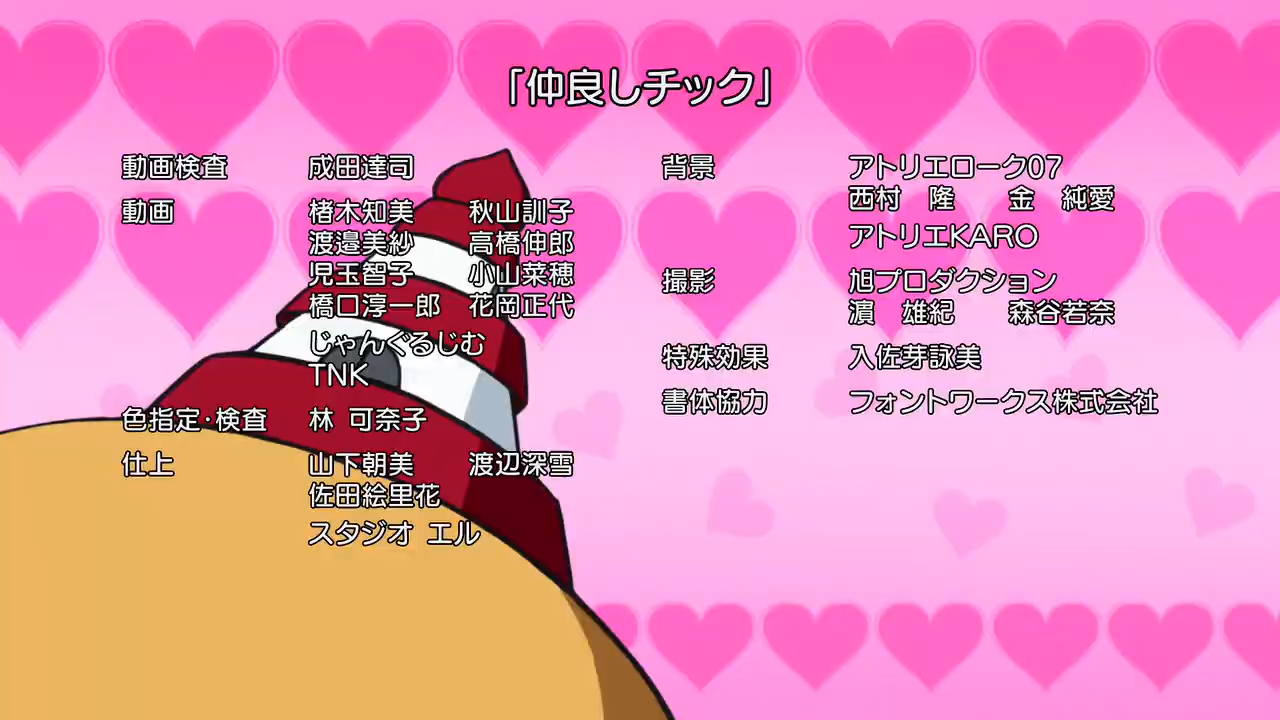 「仲良しチック」
動画検査 成田達司
動画 楮木知美 秋山訓子
渡邉美紗 高橋伸郎
児玉智子 小山菜穂
橋口淳一郎 花岡正代
じゃんぐるじむ
TNK
色指定・検査 林 可奈子
仕上 山下朝美 渡辺深雪
佐田絵里花
スタジオ エル
背景 アトリエローク07
西村 隆 金 純愛
アトリエKARO
撮影 旭プロダクション
濵 雄紀 森谷若奈
特殊効果 入佐芽詠美
書体協力 フォントワークス株式会社